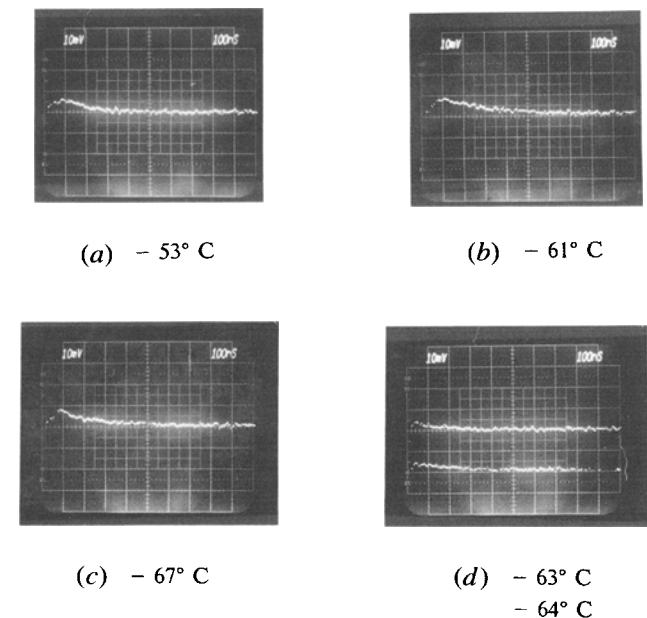 10mV 100nS
10mV 100nS
(a) – 53° C
(b) – 61° C
10mV 100nS
10mV 100nS
(c) – 67° C
(d) – 63° C
– 64° C